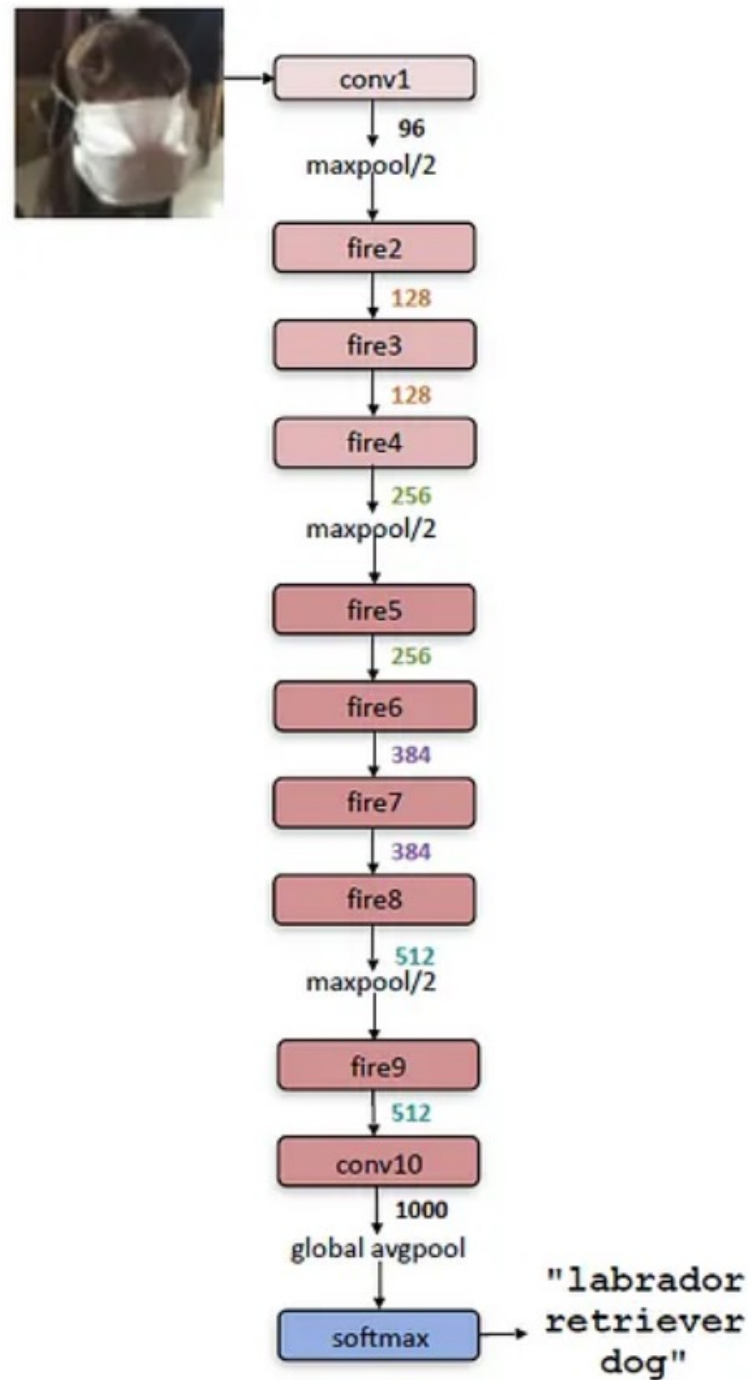 conv1
96
maxpool/2
fire2
128
fire3
128
fire4
256
maxpool/2
fire5
256
fire6
384
fire7
384
fire8
512
maxpool/2
fire9
512
conv10
1000
global avgpool
softmax
"labrador
retriever
dog"